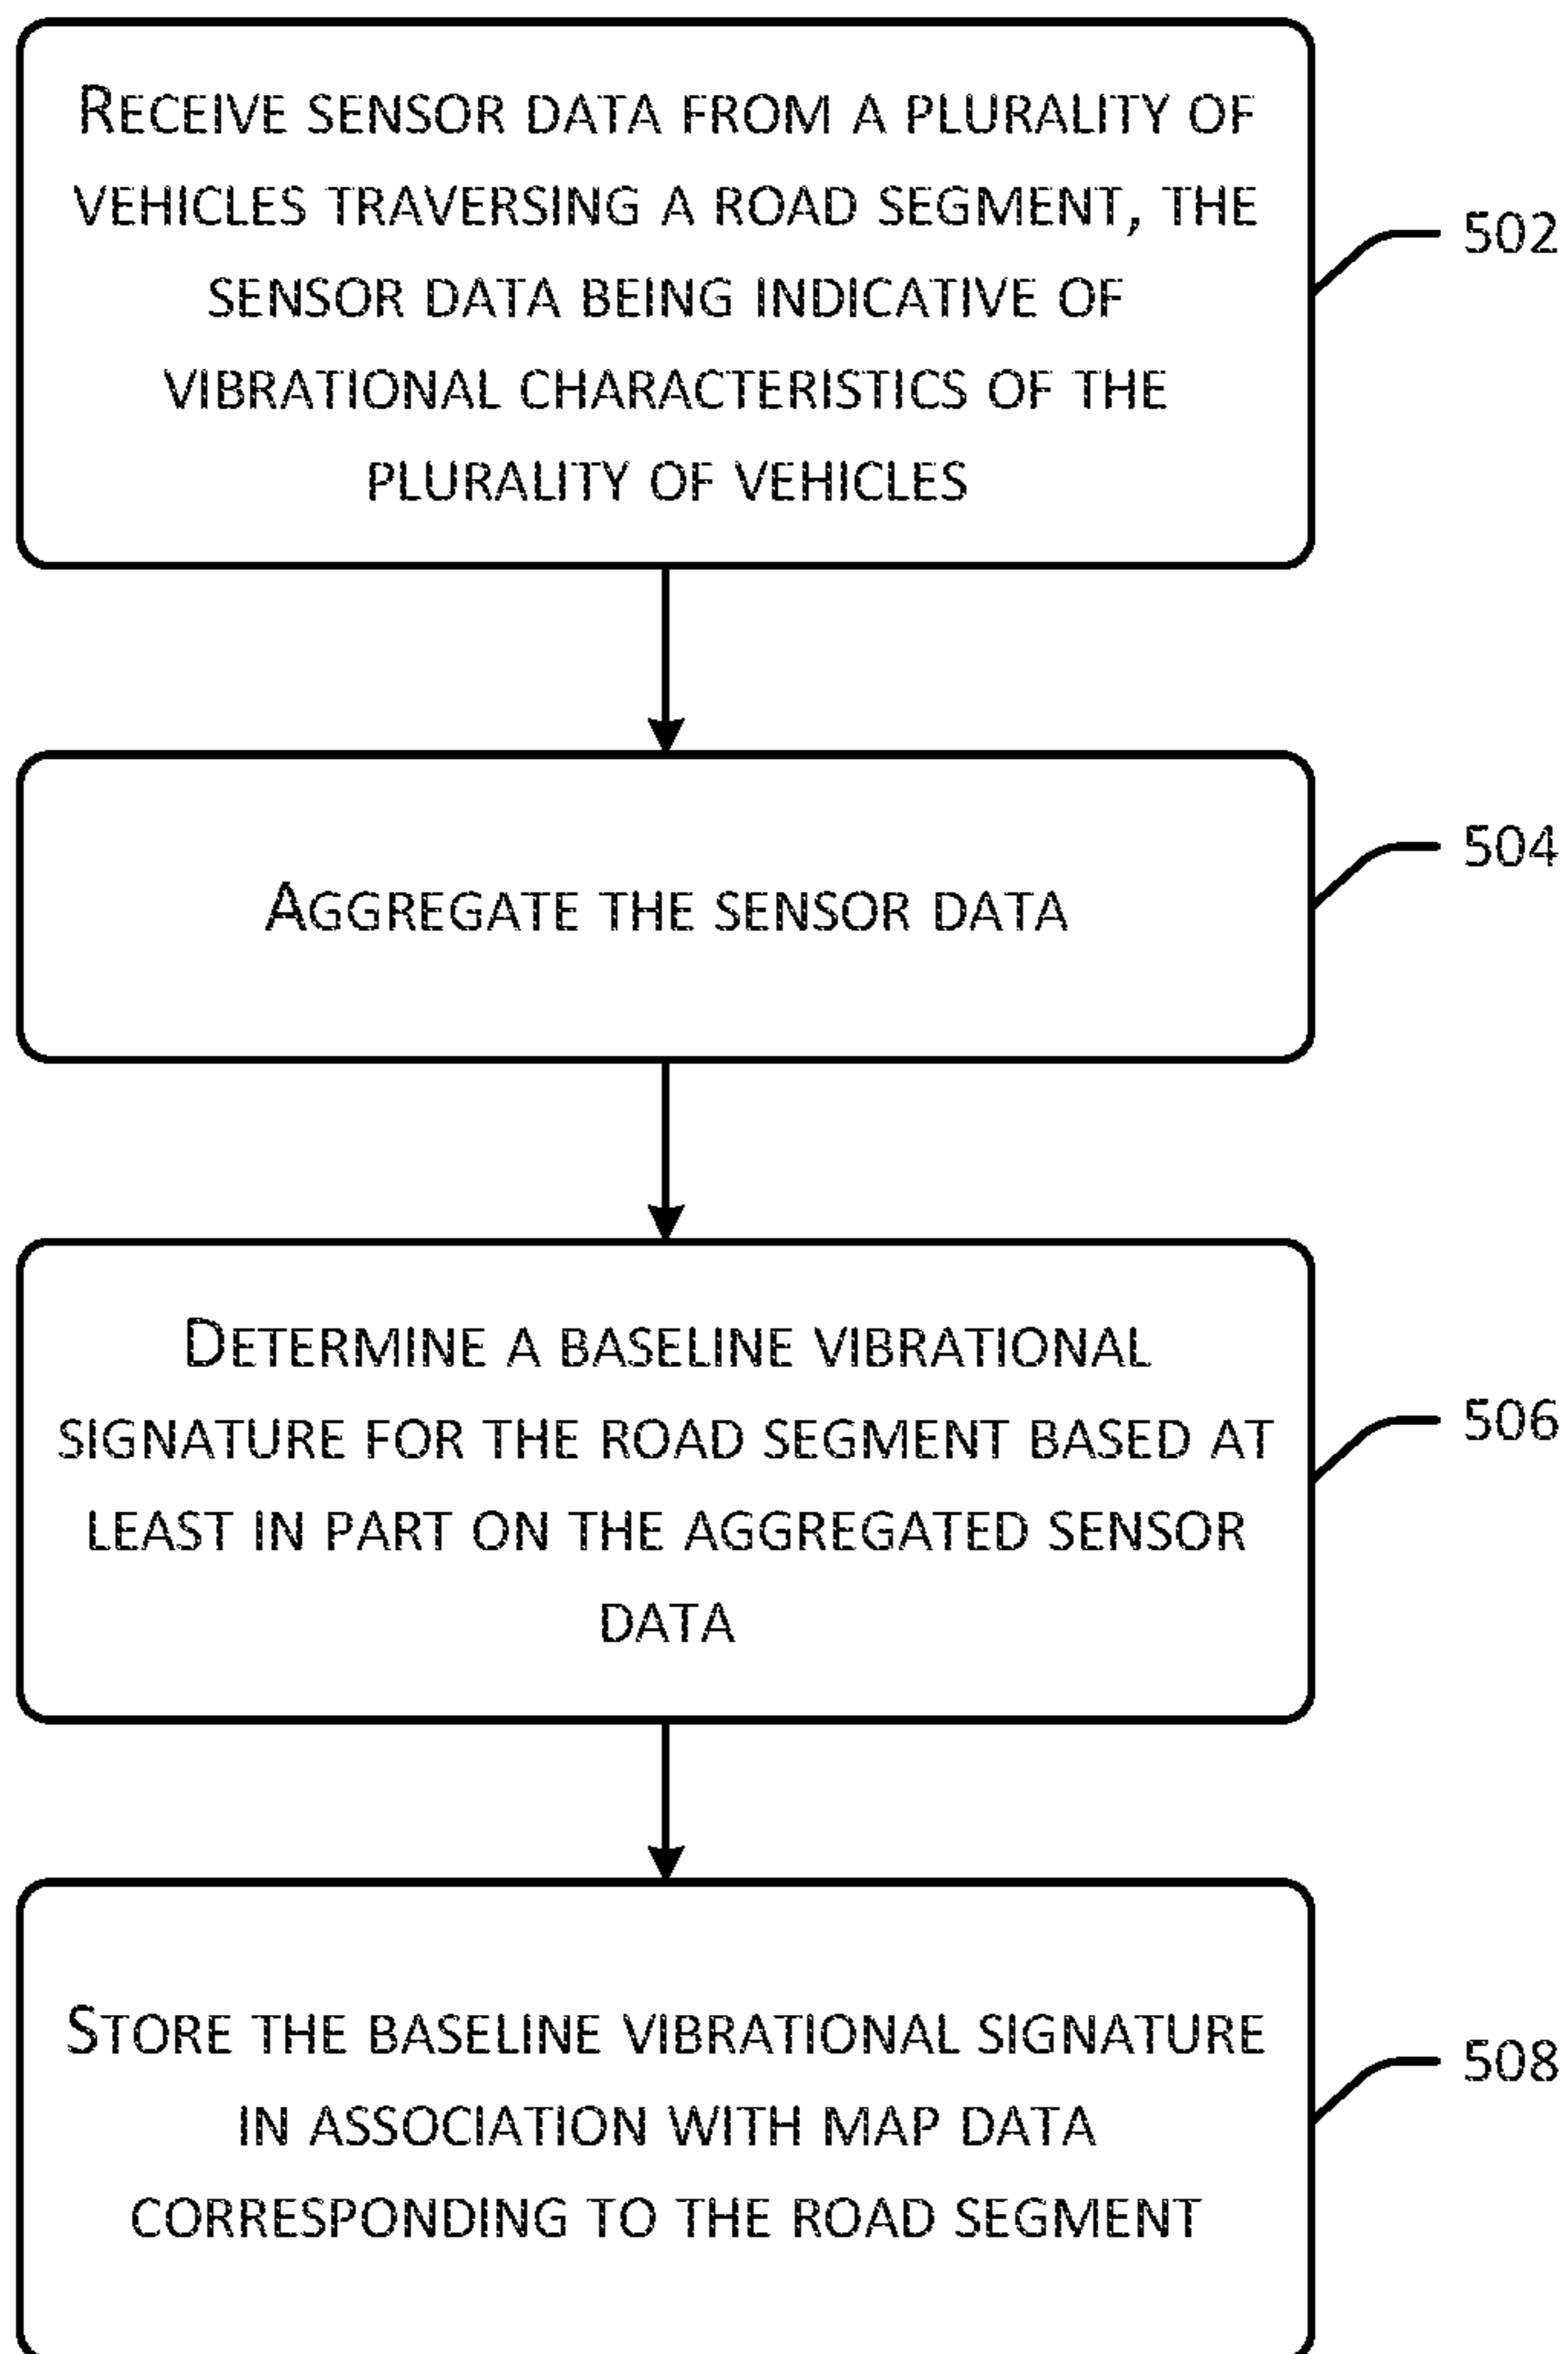 Receive sensor data from a plurality of
vehicles traversing a road segment, the
sensor data being indicative of
vibrational characteristics of the
plurality of vehicles
502
Aggregate the sensor data
504
Determine a baseline vibrational
signature for the road segment based at
least in part on the aggregated sensor
data
506
Store the baseline vibrational signature
in association with map data
corresponding to the road segment
508